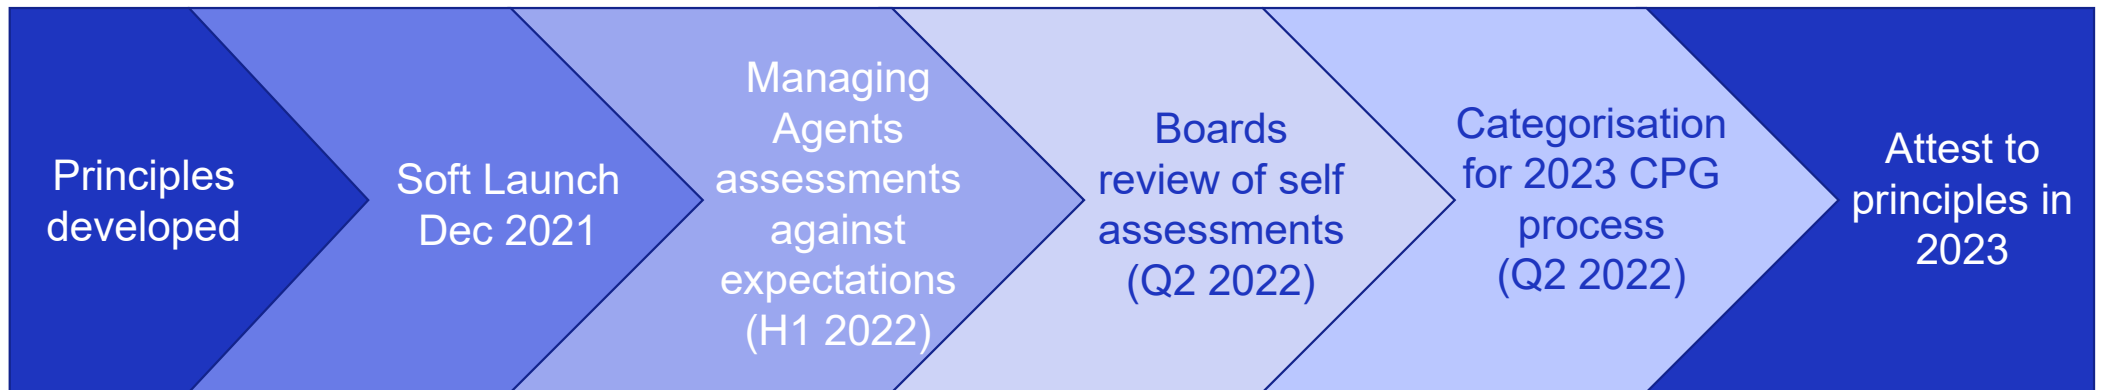 Principles
developed
Soft Launch
Dec 2021
Managing
Agents
assessments
against
expectations
(H1 2022)
Boards
review of self
assessments
(Q2 2022)
Categorisation
for 2023 CPG
process
(Q2 2022)
Attest to
principles in
2023